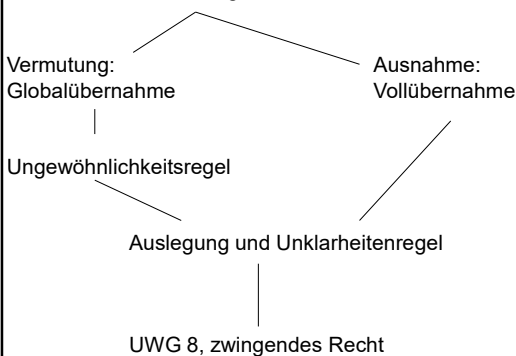 Vermutung:
Globalübernahme
Ausnahme:
Vollübernahme
Ungewöhnlichkeitsregel
Auslegung und Unklarheitenregel
UWG 8, zwingendes Recht